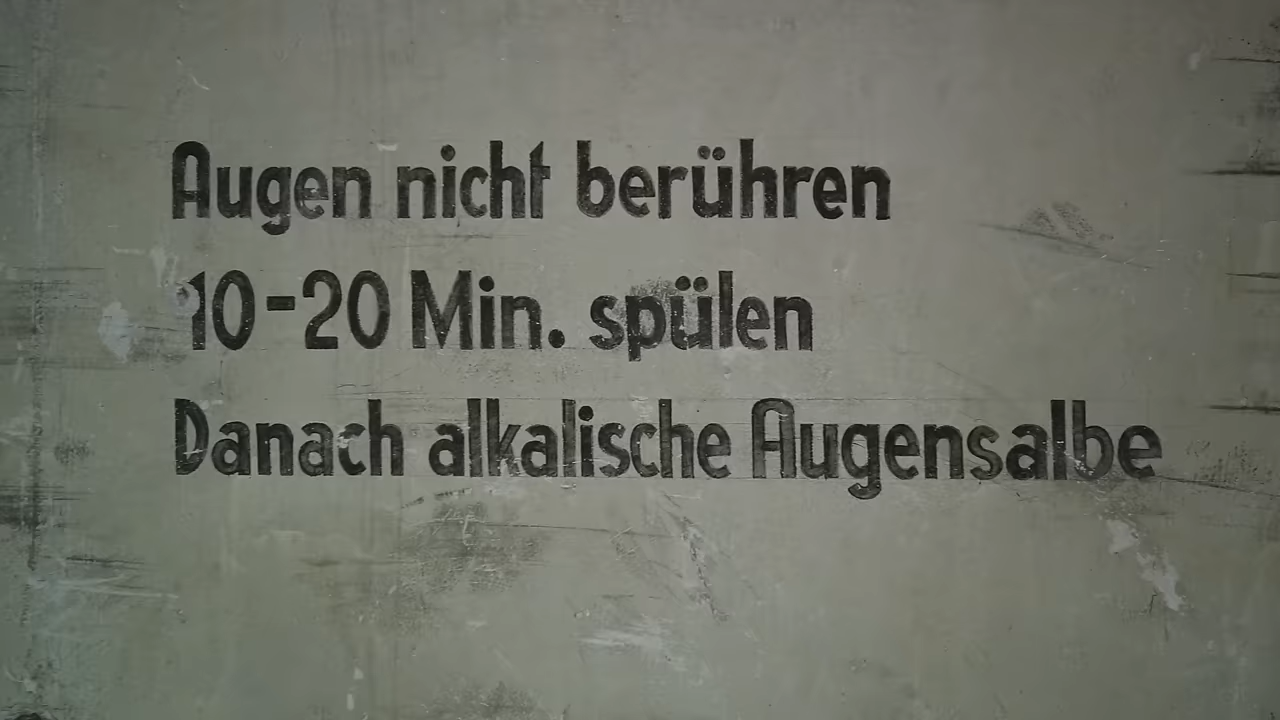 Augen nicht berühren
10-20 Min. spülen
Danach alkalische Augensalbe